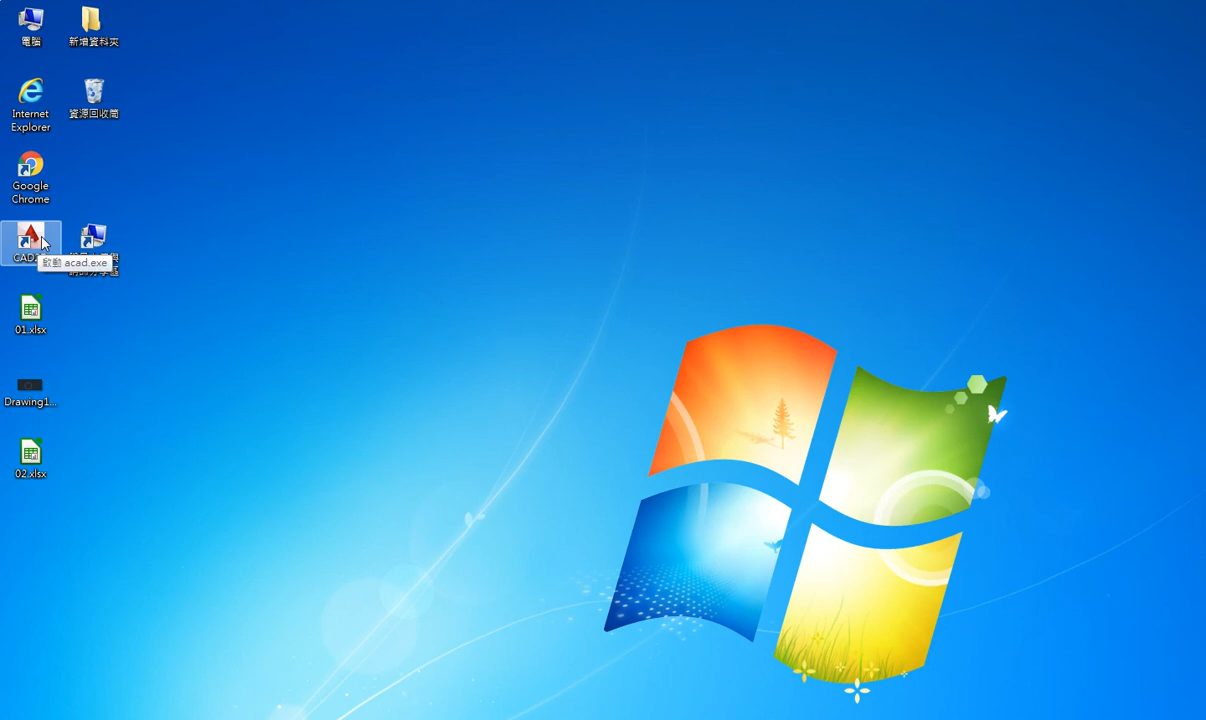 電腦
新增資料夾
Internet
Explorer
資源回收筒
Google
Chrome
啟動 acad.exe
01.xlsx
Drawing1...
02.xlsx